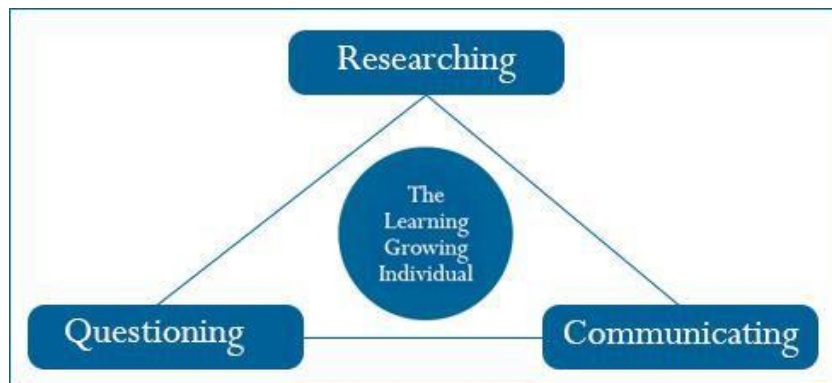 Researching
The
Learning
Growing
Individual
Questioning
Communicating